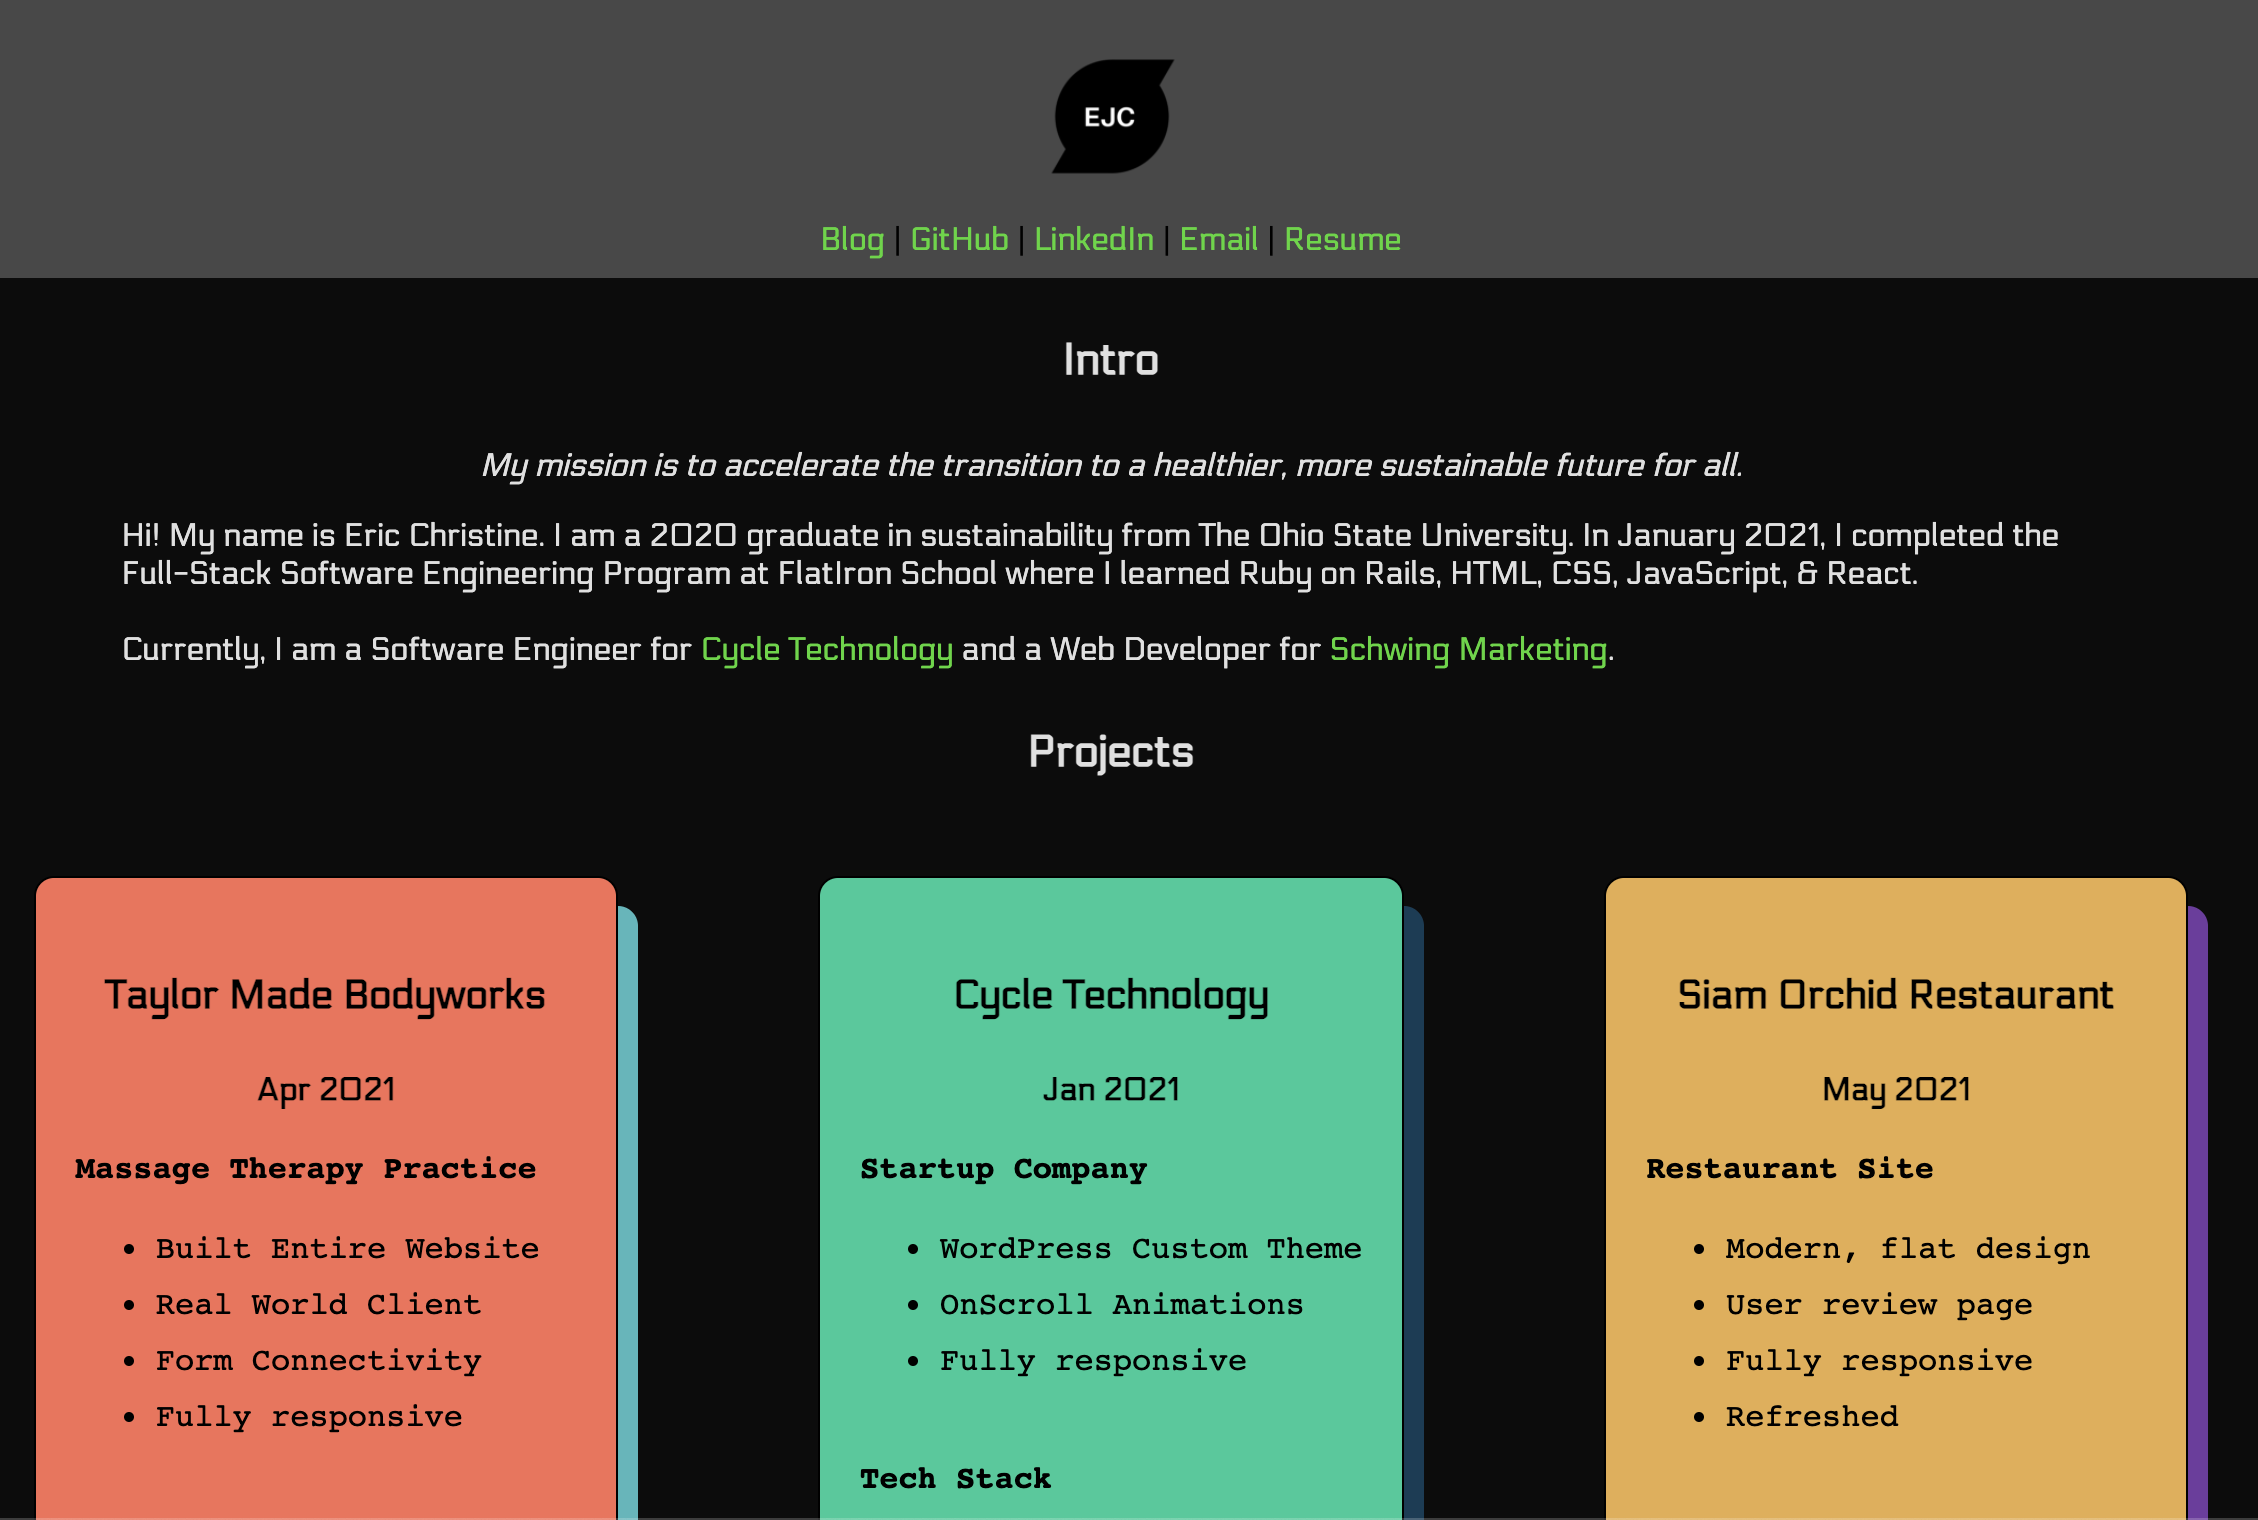 EJC
Blog | GitHub | LinkedIn | Email | Resume
Intro
My mission is to accelerate the transition to a healthier, more sustainable future for all.
Hi! My name is Eric Christine. I am a 2020 graduate in sustainability from The Ohio State University. In January 2021, I completed the
Full-Stack Software Engineering Program at FlatIron School where I learned Ruby on Rails, HTML, CSS, JavaScript, & React.
Currently, I am a Software Engineer for Cycle Technology and a Web Developer for Schwing Marketing.
Projects
Taylor Made Bodyworks
Apr 2021
Massage Therapy Practice
• Built Entire Website
• Real World Client
• Form Connectivity
• Fully responsive
Cycle Technology
Jan 2021
Startup Company
• WordPress Custom Theme
• OnScroll Animations
• Fully responsive
Tech Stack
Siam Orchid Restaurant
May 2021
Restaurant Site
• Modern, flat design
• User review page
• Fully responsive
• Refreshed